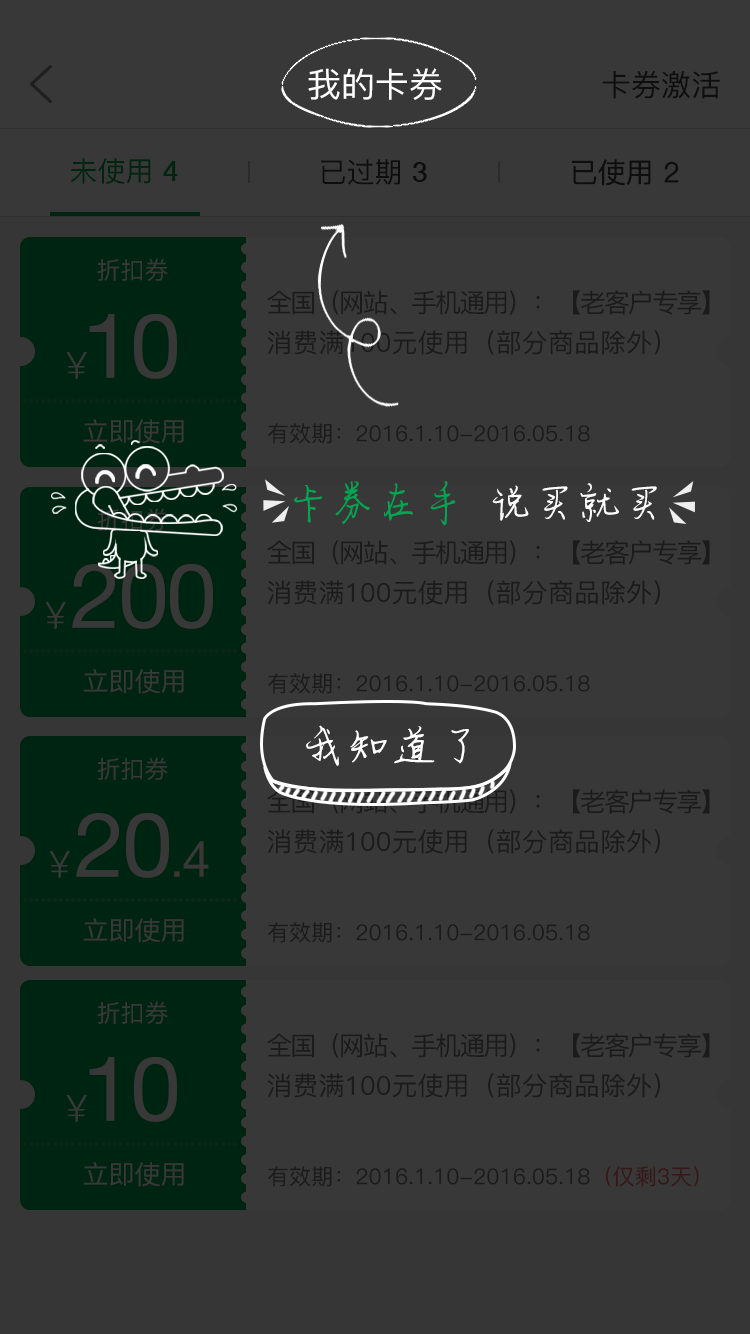 我的卡券
卡券激活
未使用 4
已过期 3
已使用 2
折扣券
¥10
立即使用
全国（网站、手机通用）：【老客户专享】
消费满100元使用（部分商品除外）
有效期：2016.1.10-2016.05.18
卡券在手 说买就买
折扣券
¥200
立即使用
全国（网站、手机通用）：【老客户专享】
消费满100元使用（部分商品除外）
有效期：2016.1.10-2016.05.18
我知道了
折扣券
¥20.4
立即使用
全国（网站、手机通用）：【老客户专享】
消费满100元使用（部分商品除外）
有效期：2016.1.10-2016.05.18
折扣券
¥10
立即使用
全国（网站、手机通用）：【老客户专享】
消费满100元使用（部分商品除外）
有效期：2016.1.10-2016.05.18（仅剩3天）